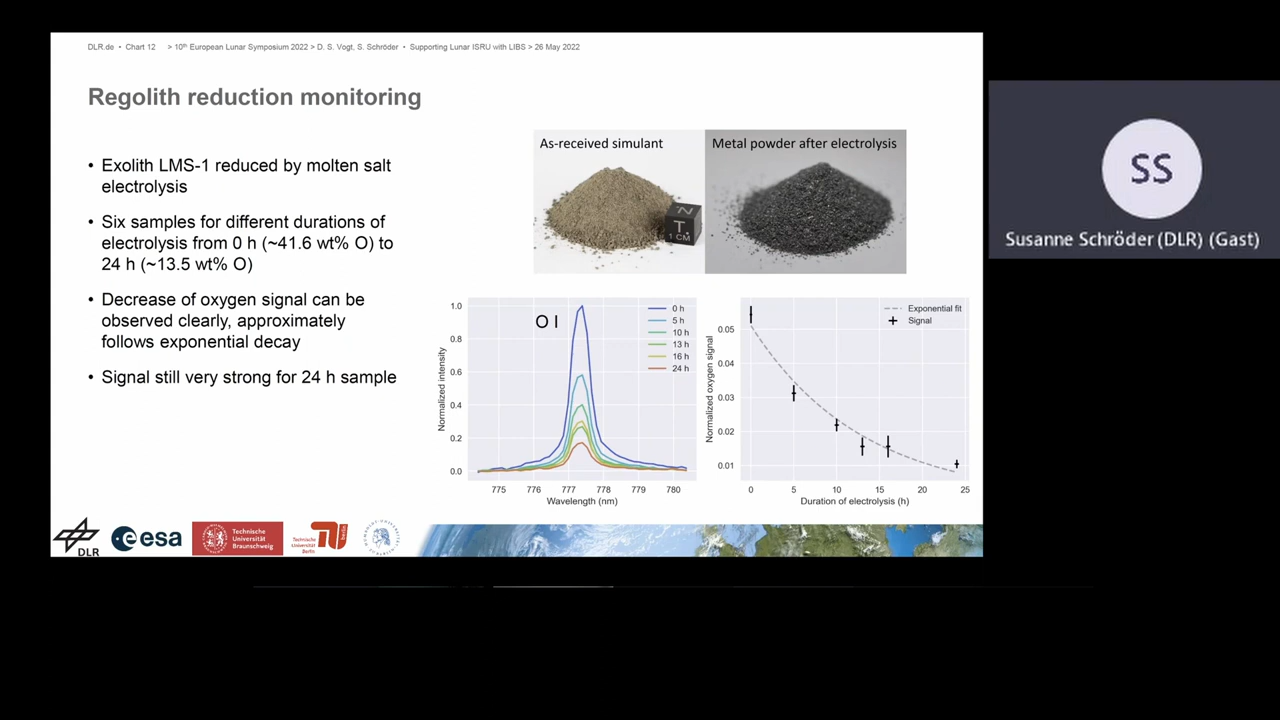 DLR.de • Chart 12 > 10th European Lunar Symposium 2022 > D. S. Vogt, S. Schröder • Supporting Lunar ISRU with LIBS > 26 May 2022
Regolith reduction monitoring
• Exolith LMS-1 reduced by molten salt
electrolysis
• Six samples for different durations of
electrolysis from 0 h (~41.6 wt% O) to
24 h (~13.5 wt% O)
• Decrease of oxygen signal can be
observed clearly, approximately
follows exponential decay
• Signal still very strong for 24 h sample
As-received simulant
Metal powder after electrolysis
N
T.
1 CM
O I
0 h
5 h
10 h
13 h
16 h
24 h
Normalized intensity
1.0
0.8
0.6
0.4
0.2
0.0
775 776 777 778 779 780
Wavelength (nm)
Exponential fit
Signal
Normalized oxygen signal
0.05
0.04
0.03
0.02
0.01
0 5 10 15 20 25
Duration of electrolysis (h)
DLR
esa
Technische
Universität
Braunschweig
Technische
Universität
Berlin
berlin
SS
Susanne Schröder (DLR) (Gast)